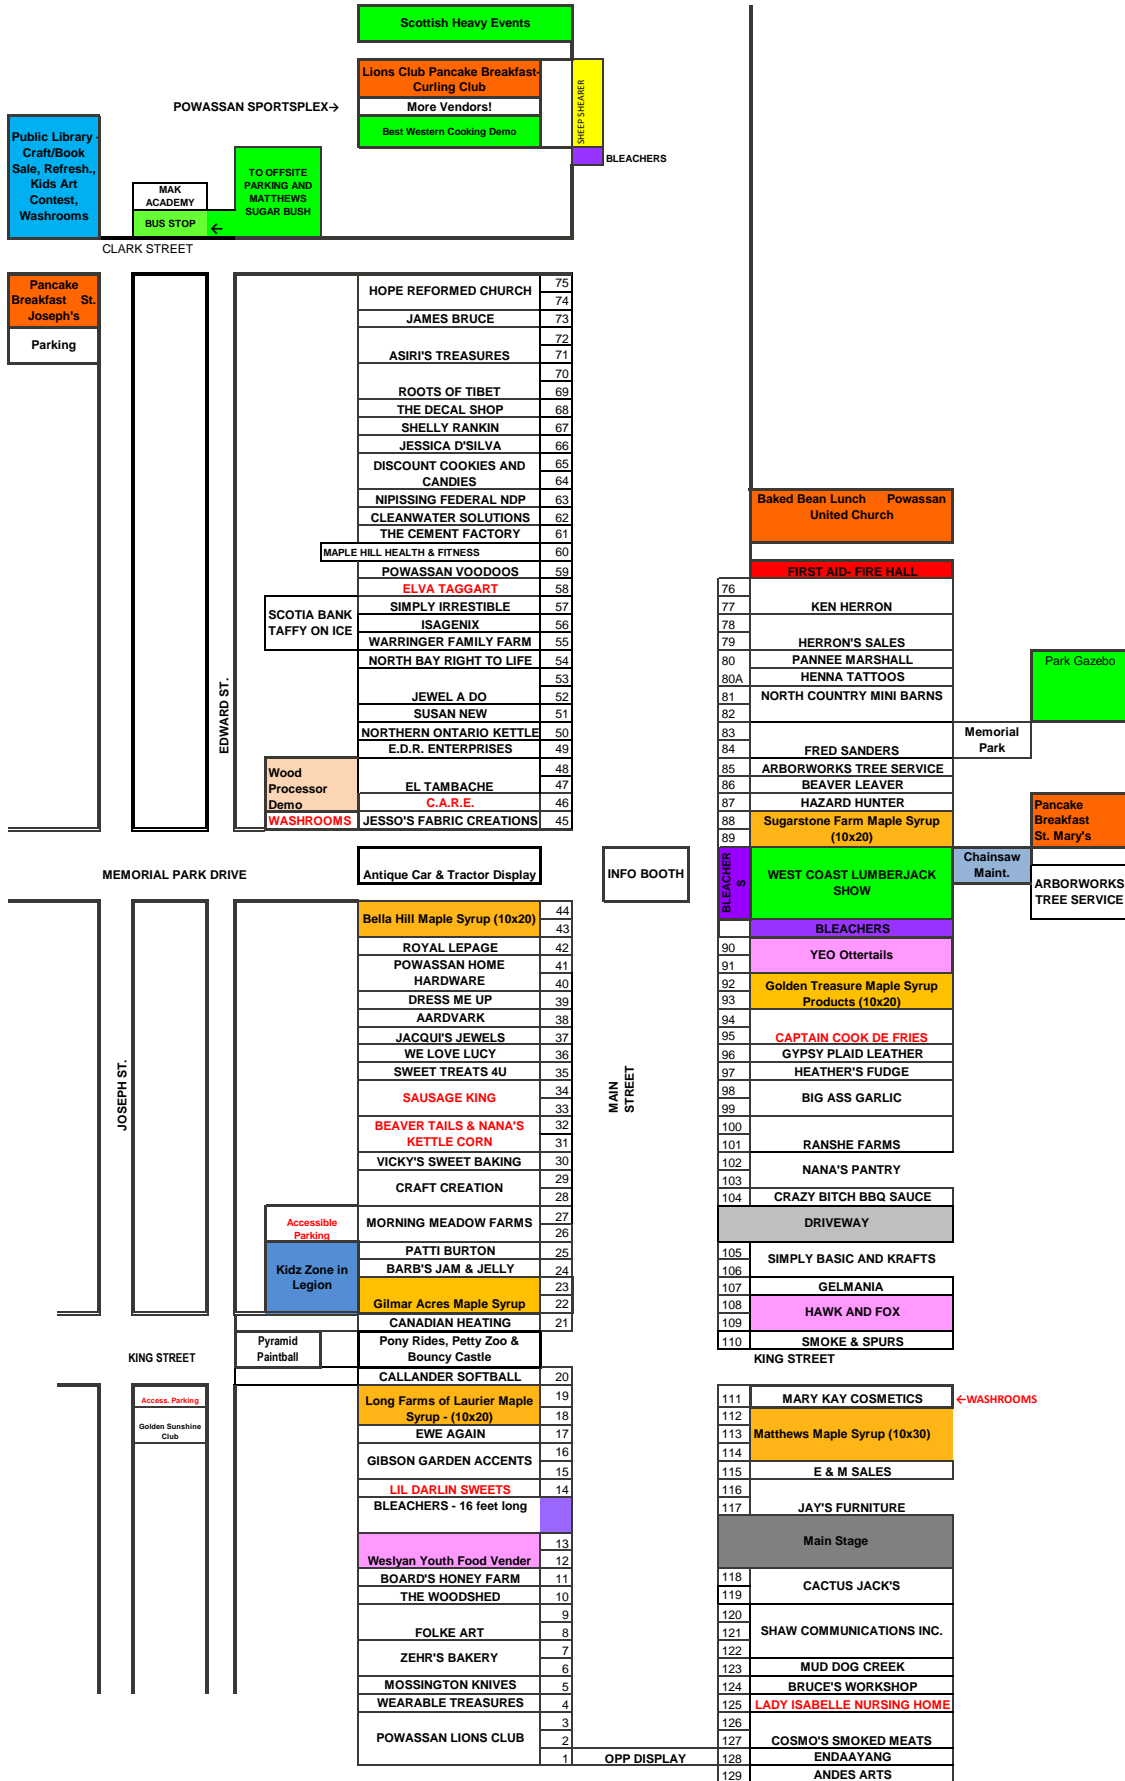 Scottish Heavy Events
Lions Club Pancake Breakfast-
Curling Club
More Vendors!
Best Western Cooking Demo
SHEEP SHEARER
BLEACHERS
POWASSAN SPORTSPLEX→
Public Library -
Craft/Book
Sale, Refresh.,
Kids Art
Contest,
Washrooms
MAK
ACADEMY
BUS STOP
←
TO OFFSITE
PARKING AND
MATTHEWS
SUGAR BUSH
CLARK STREET
Pancake
Breakfast St.
Joseph's
Parking
EDWARD ST.
HOPE REFORMED CHURCH 75
74
JAMES BRUCE 73
72
ASIRI'S TREASURES 71
70
ROOTS OF TIBET 69
THE DECAL SHOP 68
SHELLY RANKIN 67
JESSICA D'SILVA 66
DISCOUNT COOKIES AND 65
CANDIES 64
NIPISSING FEDERAL NDP 63
CLEANWATER SOLUTIONS 62
THE CEMENT FACTORY 61
MAPLE HILL HEALTH & FITNESS 60
POWASSAN VOODOOS 59
ELVA TAGGART 58
SIMPLY IRRESTIBLE 57
SCOTIA BANK
TAFFY ON ICE
ISAGENIX 56
WARRINGER FAMILY FARM 55
NORTH BAY RIGHT TO LIFE 54
53
JEWEL A DO 52
SUSAN NEW 51
NORTHERN ONTARIO KETTLE 50
E.D.R. ENTERPRISES 49
48
Wood
Processor
Demo
EL TAMBACHE 47
C.A.R.E. 46
WASHROOMS
JESSO'S FABRIC CREATIONS 45
Baked Bean Lunch Powassan
United Church
FIRST AID- FIRE HALL
76
77 KEN HERRON
78
79 HERRON'S SALES
80 PANNEE MARSHALL
80A HENNA TATTOOS
81 NORTH COUNTRY MINI BARNS
82
Park Gazebo
83
84 FRED SANDERS
Memorial
Park
85 ARBORWORKS TREE SERVICE
86 BEAVER LEAVER
87 HAZARD HUNTER
88 Sugarstone Farm Maple Syrup
89 (10x20)
Pancake
Breakfast
St. Mary's
MEMORIAL PARK DRIVE
Antique Car & Tractor Display
INFO BOOTH
BLEACHER
S
WEST COAST LUMBERJACK
SHOW
Chainsaw
Maint.
ARBORWORKS
TREE SERVICE
BLEACHERS
JOSEPH ST.
MAIN
STREET
44
Bella Hill Maple Syrup (10x20)
43
ROYAL LEPAGE 42
POWASSAN HOME 41
HARDWARE 40
DRESS ME UP 39
AARDVARK 38
JACQUI'S JEWELS 37
WE LOVE LUCY 36
SWEET TREATS 4U 35
SAUSAGE KING 34
33
BEAVER TAILS & NANA'S 32
KETTLE CORN 31
VICKY'S SWEET BAKING 30
CRAFT CREATION 29
28
Accessible
Parking
MORNING MEADOW FARMS 27
26
Kidz Zone in
Legion
PATTI BURTON 25
BARB'S JAM & JELLY 24
23
Gilmar Acres Maple Syrup 22
CANADIAN HEATING 21
90 YEO Ottertails
91
92 Golden Treasure Maple Syrup
93 Products (10x20)
94
95 CAPTAIN COOK DE FRIES
96 GYPSY PLAID LEATHER
97 HEATHER'S FUDGE
98 BIG ASS GARLIC
99
100
101 RANSHE FARMS
102 NANA'S PANTRY
103
104 CRAZY BITCH BBQ SAUCE
DRIVEWAY
105 SIMPLY BASIC AND KRAFTS
106
107 GELMANIA
108 HAWK AND FOX
109
110 SMOKE & SPURS
KING STREET
KING STREET
Pyramid
Paintball
Pony Rides, Petty Zoo &
Bouncy Castle
Access. Parking
Golden Sunshine
Club
CALLANDER SOFTBALL 20
Long Farms of Laurier Maple 19
Syrup - (10x20) 18
EWE AGAIN 17
GIBSON GARDEN ACCENTS 16
15
LIL DARLIN SWEETS 14
BLEACHERS - 16 feet long
13
Weslyan Youth Food Vender 12
BOARD'S HONEY FARM 11
THE WOODSHED 10
9
FOLKE ART 8
ZEHR'S BAKERY 7
6
MOSSINGTON KNIVES 5
WEARABLE TREASURES 4
3
POWASSAN LIONS CLUB 2
1
OPP DISPLAY
111 MARY KAY COSMETICS ←WASHROOMS
112
113 Matthews Maple Syrup (10x30)
114
115 E & M SALES
116
117 JAY'S FURNITURE
Main Stage
118 CACTUS JACK'S
119
120
121 SHAW COMMUNICATIONS INC.
122
123 MUD DOG CREEK
124 BRUCE'S WORKSHOP
125 LADY ISABELLE NURSING HOME
126
127 COSMO'S SMOKED MEATS
128 ENDAAYANG
129 ANDES ARTS